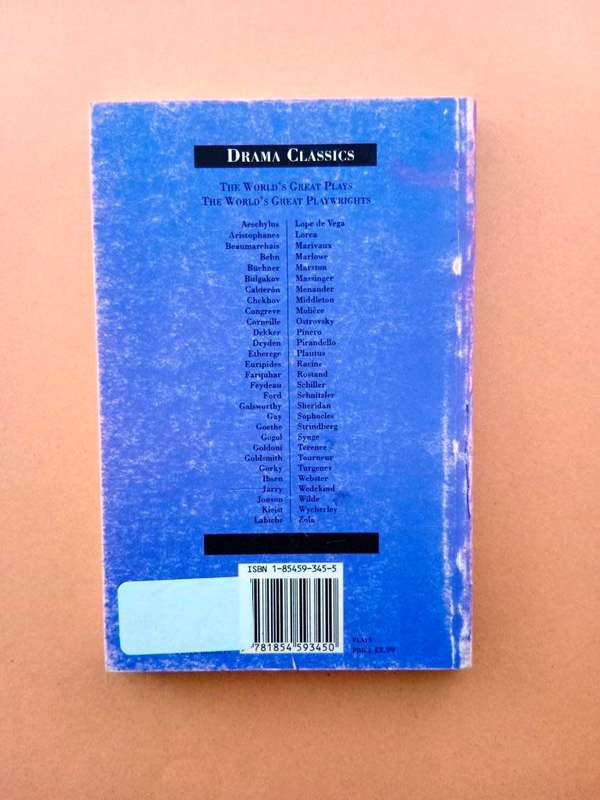 DRAMA CLASSICS
THE WORLD'S GREAT PLAYS
THE WORLD'S GREAT PLAYWRIGHTS
Aeschylus Lope de Vega
Aristophanes Lorca
Beaumarchais Marivaux
Behn Marlowe
Büchner Marston
Bulgakov Massinger
Calderón Menander
Chekhov Middleton
Congreve Molière
Corneille Ostrovsky
Dekker Pinero
Dryden Pirandello
Etherege Plautus
Euripides Racine
Farquhar Rostand
Feydeau Schiller
Ford Schnitzler
Galsworthy Sheridan
Gay Sophocles
Goethe Strindberg
Gogol Synge
Goldoni Terence
Goldsmith Tourneur
Gorky Turgenev
Ibsen Webster
Jarry Wedekind
Jonson Wilde
Kleist Wycherley
Labiche Zola
ISBN 1-85459-345-5
781854 593450
PLAYS
PRICE